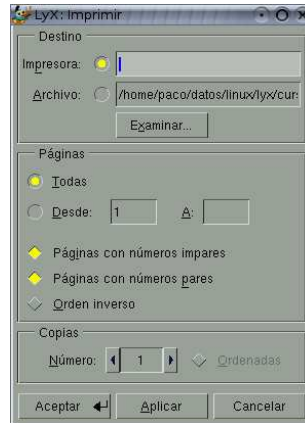 LyX: Imprimir
Destino
Impresora:
Archivo: /home/paco/datos/linux/lyx/cur
Examinar...
Páginas
Todas
Desde: 1 A:
Páginas con números impares
Páginas con números pares
Orden inverso
Copias
Número: 1 Ordenadas
Aceptar Aplicar Cancelar